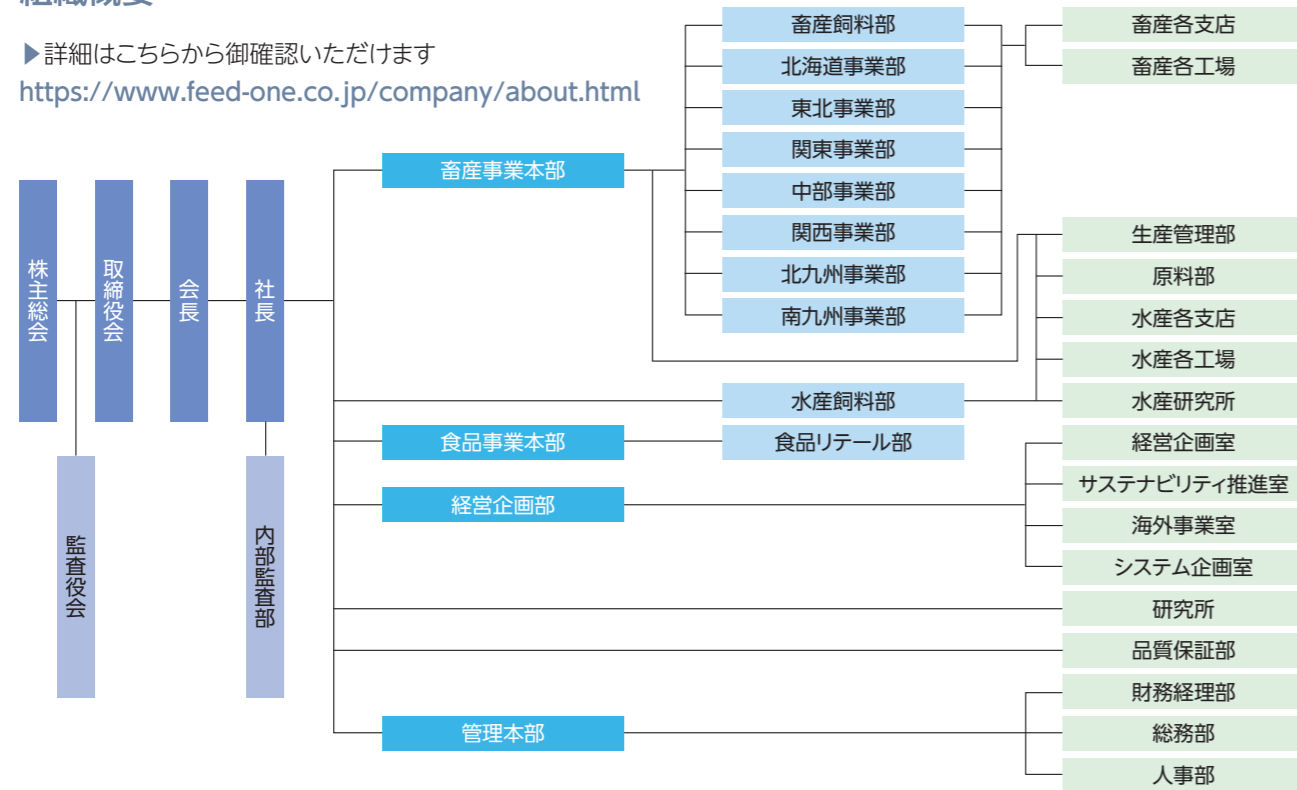 組織概要
▶詳細はこちらから御確認いただけます
https://www.feed-one.co.jp/company/about.html
株主総会
取締役会
会長
社長
監査役会
内部監査部
畜産事業本部
食品事業本部
経営企画部
管理本部
畜産飼料部
北海道事業部
東北事業部
関東事業部
中部事業部
関西事業部
北九州事業部
南九州事業部
水産飼料部
食品リテール部
畜産各支店
畜産各工場
生産管理部
原料部
水産各支店
水産各工場
水産研究所
経営企画室
サステナビリティ推進室
海外事業室
システム企画室
研究所
品質保証部
財務経理部
総務部
人事部